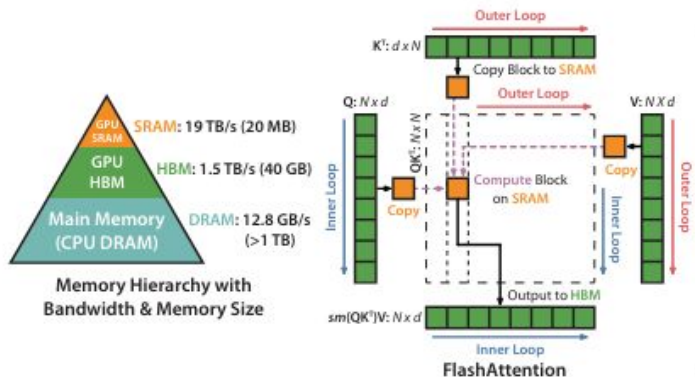 GPU
SRAM
SRAM: 19 TB/s (20 MB)
GPU
HBM
HBM: 1.5 TB/s (40 GB)
Main Memory
(CPU DRAM)
DRAM: 12.8 GB/s
(>1 TB)
Memory Hierarchy with
Bandwidth & Memory Size
Outer Loop
Kᵀ: d x N
Copy Block to SRAM
Outer Loop
Q: N x d
V: N X d
QKᵀ: N x N
Inner Loop
Copy
Compute Block
on SRAM
Copy
Inner Loop
Outer Loop
Output to HBM
sm(QKᵀ)V: N x d
Inner Loop
FlashAttention